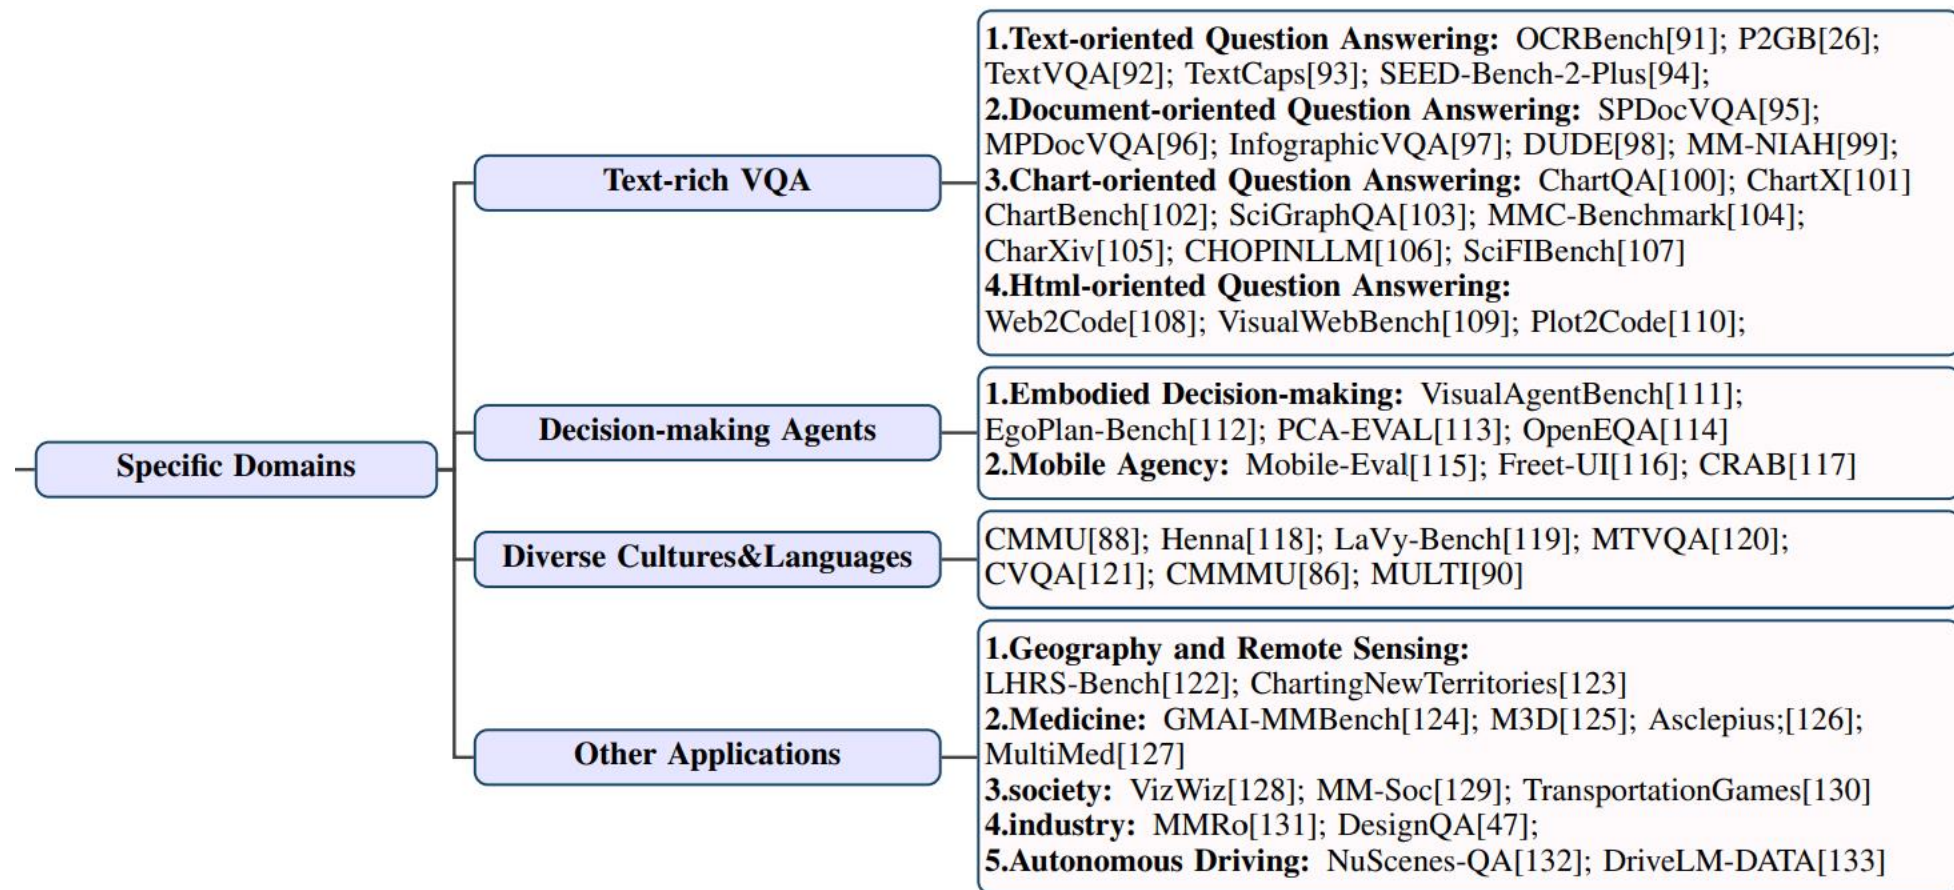 1.Text-oriented Question Answering: OCRBench[91]; P2GB[26];
TextVQA[92]; TextCaps[93]; SEED-Bench-2-Plus[94];
2.Document-oriented Question Answering: SPDocVQA[95];
MPDocVQA[96]; InfographicVQA[97]; DUDE[98]; MM-NIAH[99];
Text-rich VQA
3.Chart-oriented Question Answering: ChartQA[100]; ChartX[101]
ChartBench[102]; SciGraphQA[103]; MMC-Benchmark[104];
CharXiv[105]; CHOPINLLM[106]; SciFIBench[107]
4.Html-oriented Question Answering:
Web2Code[108]; VisualWebBench[109]; Plot2Code[110];
Specific Domains
Decision-making Agents
1.Embodied Decision-making: VisualAgentBench[111];
EgoPlan-Bench[112]; PCA-EVAL[113]; OpenEQA[114]
2.Mobile Agency: Mobile-Eval[115]; Freet-UI[116]; CRAB[117]
Diverse Cultures&Languages
CMMU[88]; Henna[118]; LaVy-Bench[119]; MTVQA[120];
CVQA[121]; CMMMU[86]; MULTI[90]
Other Applications
1.Geography and Remote Sensing:
LHRS-Bench[122]; ChartingNewTerritories[123]
2.Medicine: GMAI-MMBench[124]; M3D[125]; Asclepius;[126];
MultiMed[127]
3.society: VizWiz[128]; MM-Soc[129]; TransportationGames[130]
4.industry: MMRo[131]; DesignQA[47];
5.Autonomous Driving: NuScenes-QA[132]; DriveLM-DATA[133]